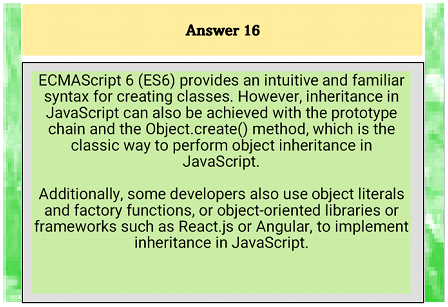 Answer 16
ECMAScript 6 (ES6) provides an intuitive and familiar
syntax for creating classes. However, inheritance in
JavaScript can also be achieved with the prototype
chain and the Object.create() method, which is the
classic way to perform object inheritance in
JavaScript.
Additionally, some developers also use object literals
and factory functions, or object-oriented libraries or
frameworks such as React.js or Angular, to implement
inheritance in JavaScript.